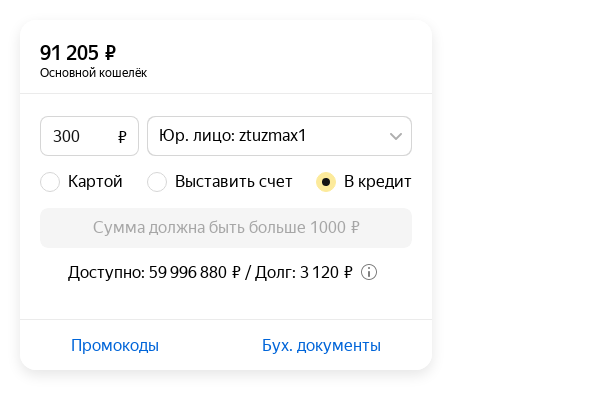 91 205 ₽
Основной кошелёк
300 ₽ Юр. лицо: ztuzmax1
Картой Выставить счет В кредит
Сумма должна быть больше 1000 ₽
Доступно: 59 996 880 ₽ / Долг: 3 120 ₽
Промокоды Бух. документы